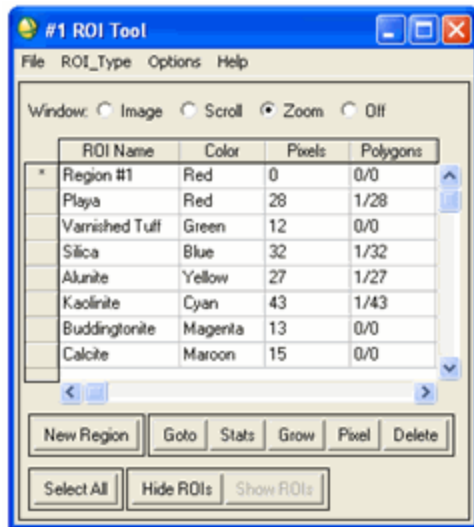 #1 ROI Tool
File ROI_Type Options Help
Window: Image Scroll Zoom Off
ROI Name Color Pixels Polygons
* Region #1 Red 0 0/0
Playa Red 28 1/28
Varnished Tuff Green 12 0/0
Silica Blue 32 1/32
Alunite Yellow 27 1/27
Kaolinite Cyan 43 1/43
Buddingtonite Magenta 13 0/0
Calcite Maroon 15 0/0
New Region Goto Stats Grow Pixel Delete
Select All Hide ROIs Show ROIs